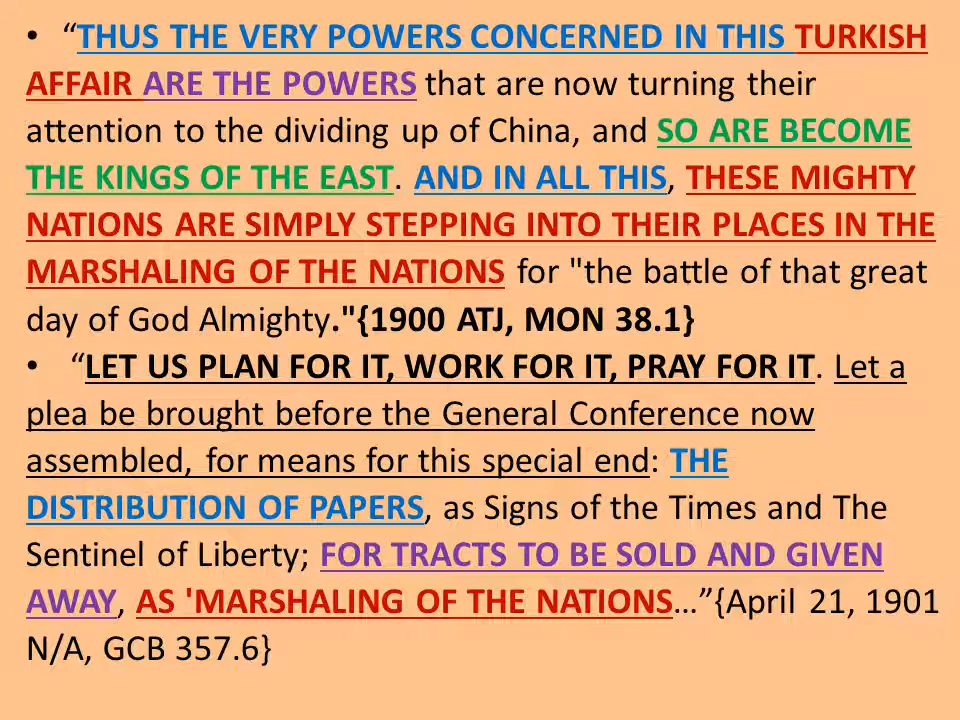 • “THUS THE VERY POWERS CONCERNED IN THIS TURKISH
AFFAIR ARE THE POWERS that are now turning their
attention to the dividing up of China, and SO ARE BECOME
THE KINGS OF THE EAST. AND IN ALL THIS, THESE MIGHTY
NATIONS ARE SIMPLY STEPPING INTO THEIR PLACES IN THE
MARSHALING OF THE NATIONS for "the battle of that great
day of God Almighty."{1900 ATJ, MON 38.1}
• “LET US PLAN FOR IT, WORK FOR IT, PRAY FOR IT. Let a
plea be brought before the General Conference now
assembled, for means for this special end: THE
DISTRIBUTION OF PAPERS, as Signs of the Times and The
Sentinel of Liberty; FOR TRACTS TO BE SOLD AND GIVEN
AWAY, AS 'MARSHALING OF THE NATIONS…”{April 21, 1901
N/A, GCB 357.6}